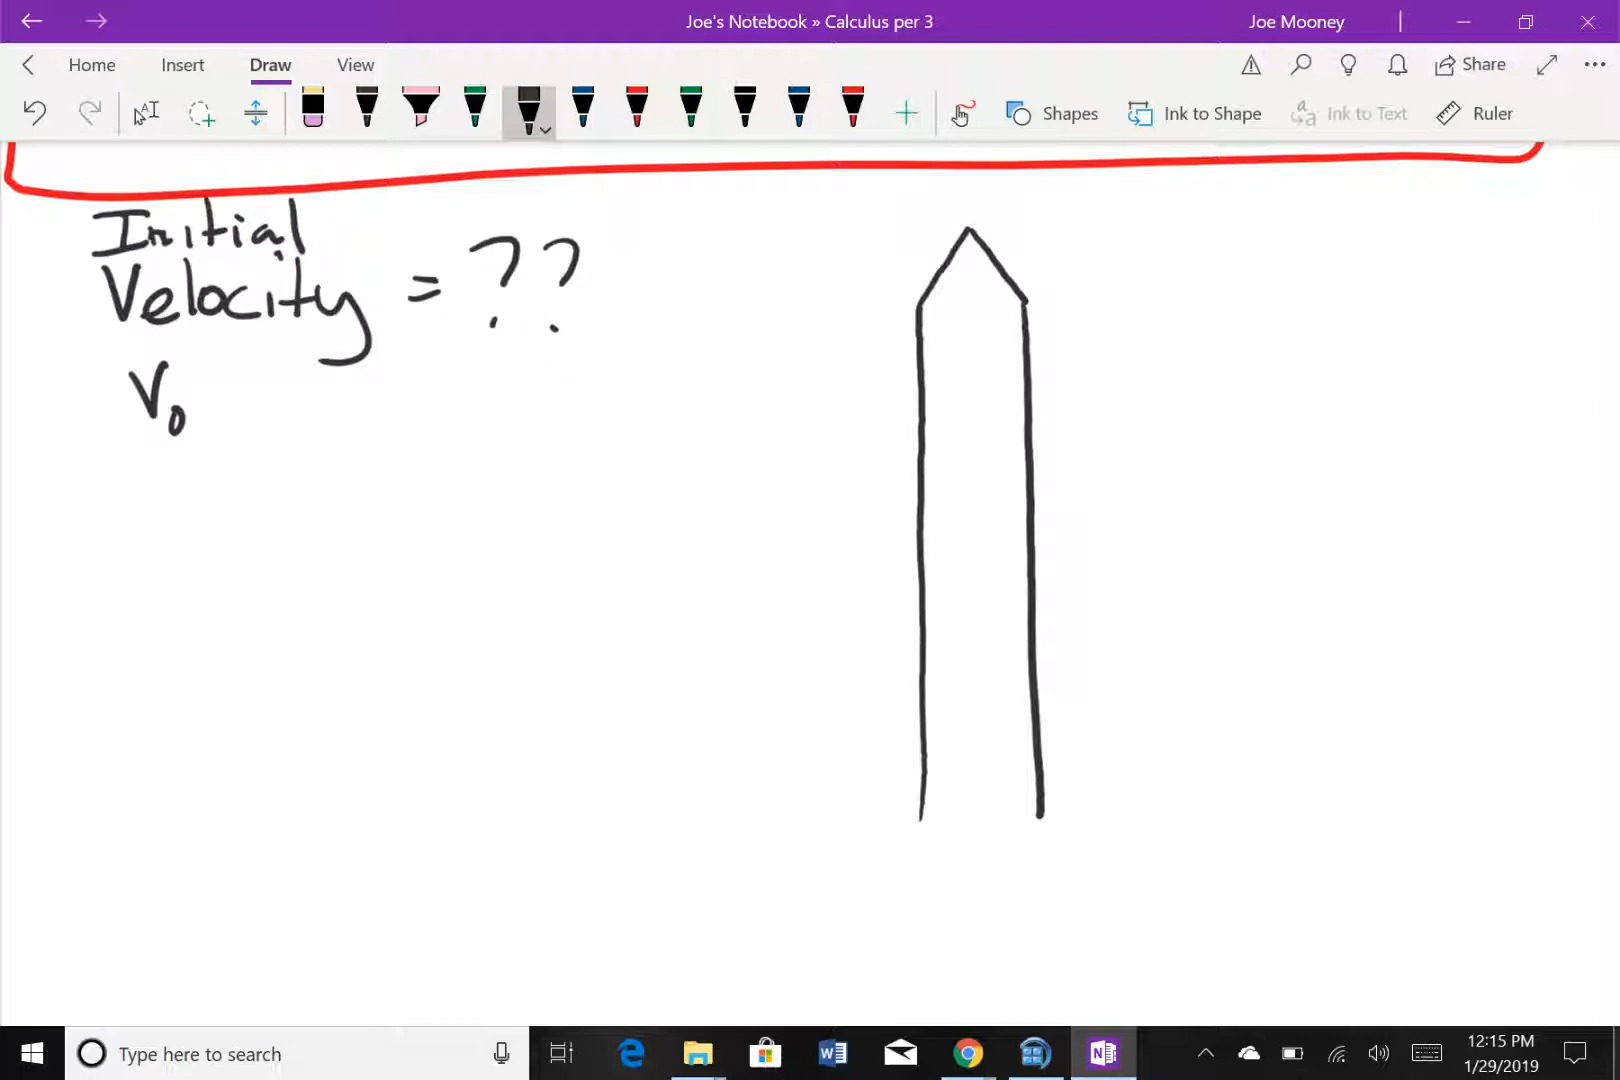 Joe's Notebook » Calculus per 3
Joe Mooney
Home Insert Draw View
Share
Shapes Ink to Shape Ink to Text Ruler
Initial
Velocity = ??
V₀
Type here to search
12:15 PM
1/29/2019